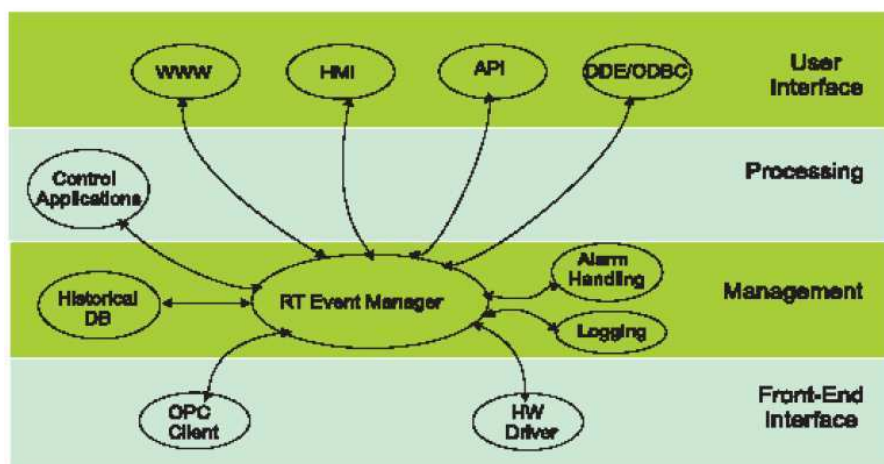 WWW
HMI
API
DDE/ODBC
User
Interface
Processing
Control
Applications
Historical
DB
RT Event Manager
Alarm
Handling
Logging
Management
OPC
Client
HW
Driver
Front-End
Interface